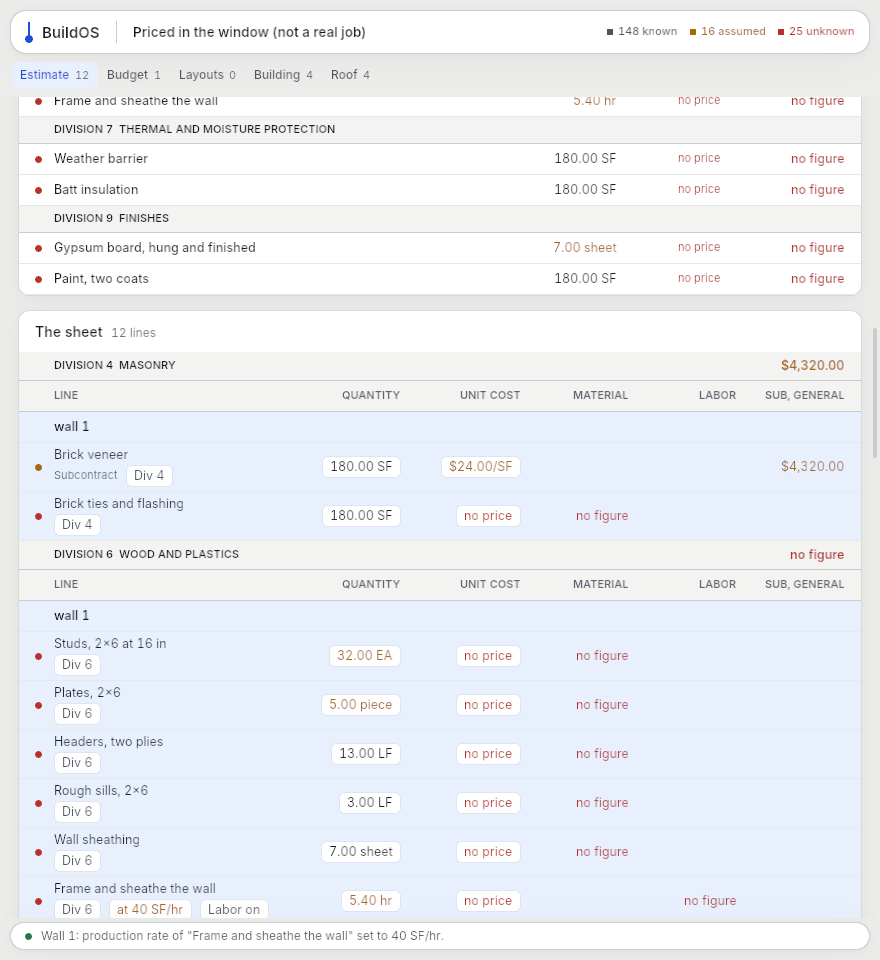 BuildOS Priced in the window (not a real job) 148 known 16 assumed 25 unknown
Estimate 12 Budget 1 Layouts 0 Building 4 Roof 4
Frame and sheathe the wall 5.40 hr no price no figure
DIVISION 7 THERMAL AND MOISTURE PROTECTION
Weather barrier 180.00 SF no price no figure
Batt insulation 180.00 SF no price no figure
DIVISION 9 FINISHES
Gypsum board, hung and finished 7.00 sheet no price no figure
Paint, two coats 180.00 SF no price no figure
The sheet 12 lines
DIVISION 4 MASONRY $4,320.00
LINE QUANTITY UNIT COST MATERIAL LABOR SUB, GENERAL
wall 1
Brick veneer
Subcontract Div 4 180.00 SF $24.00/SF $4,320.00
Brick ties and flashing
Div 4 180.00 SF no price no figure
DIVISION 6 WOOD AND PLASTICS no figure
LINE QUANTITY UNIT COST MATERIAL LABOR SUB, GENERAL
wall 1
Studs, 2×6 at 16 in
Div 6 32.00 EA no price no figure
Plates, 2×6
Div 6 5.00 piece no price no figure
Headers, two plies
Div 6 13.00 LF no price no figure
Rough sills, 2×6
Div 6 3.00 LF no price no figure
Wall sheathing
Div 6 7.00 sheet no price no figure
Frame and sheathe the wall
Div 6 at 40 SF/hr Labor on 5.40 hr no price no figure
Wall 1: production rate of "Frame and sheathe the wall" set to 40 SF/hr.